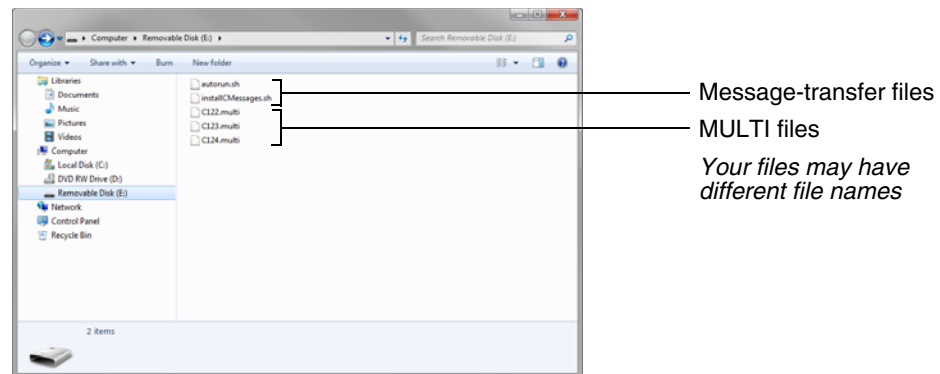 Computer ▸ Removable Disk (E:) ▸
Search Removable Disk (E:)
Organize Share with Burn New folder
Libraries
Documents
Music
Pictures
Videos
Computer
Local Disk (C:)
DVD RW Drive (D:)
Removable Disk (E:)
Network
Control Panel
Recycle Bin
autorun.sh
installCMessages.sh
C122.multi
C123.multi
C124.multi
2 items
Message-transfer files
MULTI files
Your files may have
different file names